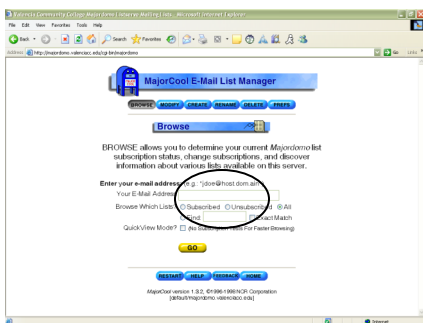 Valencia Community College Majordomo Listserve Mailing Lists - Microsoft Internet Explorer
File Edit View Favorites Tools Help
Back Search Favorites
Address http://majordomo.valenciacc.edu/cgi-bin/majordomo Go Links
MajorCool E-Mail List Manager
BROWSE MODIFY CREATE RENAME DELETE PREFS
Browse
BROWSE allows you to determine your current Majordomo list
subscription status, change subscriptions, and discover
information about various lists available on this server.
Enter your e-mail address: (e.g.: "jdoe@host.domain")
Your E-Mail Address:
Browse Which Lists? Subscribed Unsubscribed All
Find: Exact Match
QuickView Mode? (No Subscription Tests For Faster Browsing)
GO
RESTART HELP FEEDBACK HOME
MajorCool version 1.3.2, ©1996-1998 NCR Corporation
[default/majordomo.valenciacc.edu]
Internet